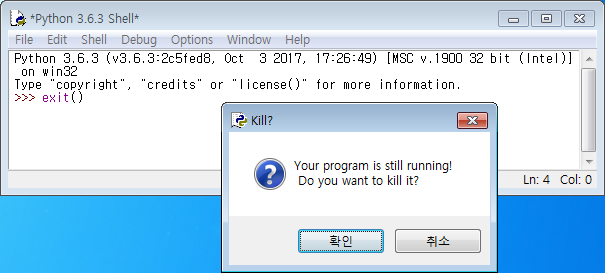 *Python 3.6.3 Shell*
File Edit Shell Debug Options Window Help
Python 3.6.3 (v3.6.3:2c5fed8, Oct  3 2017, 17:26:49) [MSC v.1900 32 bit (Intel)]
 on win32
Type "copyright", "credits" or "license()" for more information.
>>> exit()
Kill?
Your program is still running!
Do you want to kill it?
확인 취소
Ln: 4 Col: 0